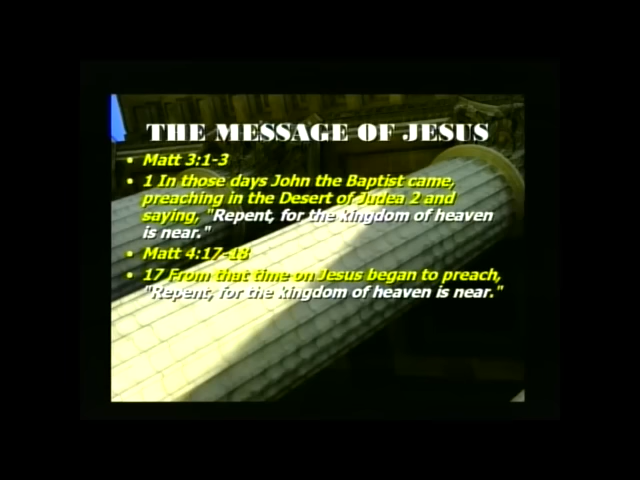 THE MESSAGE OF JESUS
• Matt 3:1-3
• 1 In those days John the Baptist came,
preaching in the Desert of Judea 2 and
saying, "Repent, for the kingdom of heaven
is near."
• Matt 4:17-18
• 17 From that time on Jesus began to preach,
"Repent, for the kingdom of heaven is near."